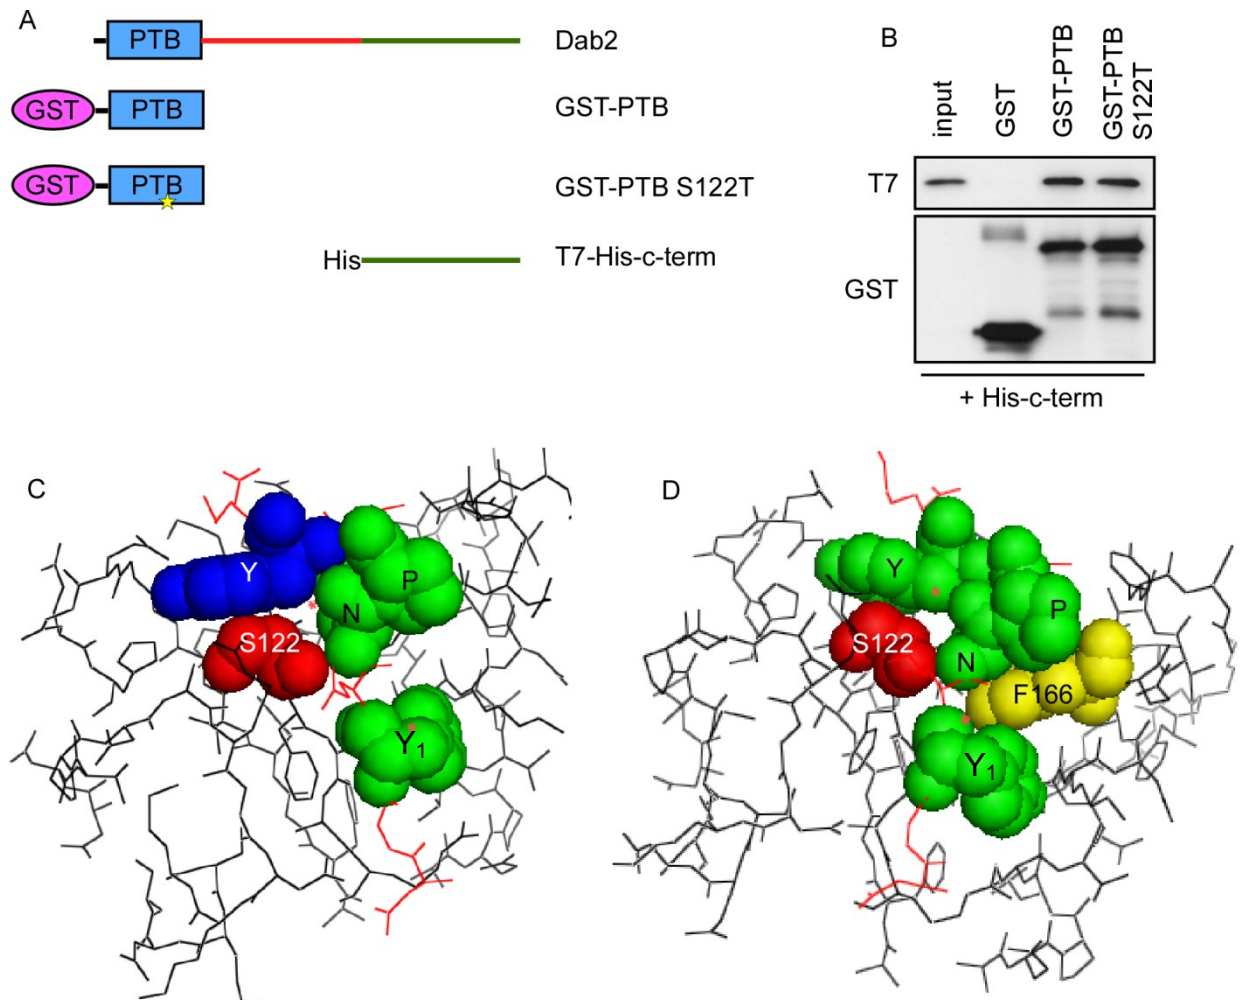 A
PTB
Dab2
GST
PTB
GST-PTB
GST
PTB
GST-PTB S122T
His
T7-His-c-term
B
input
GST
GST-PTB
GST-PTB
S122T
T7
GST
+ His-c-term
C
Y
P
N
S122
Y1
D
Y
P
S122
N
F166
Y1